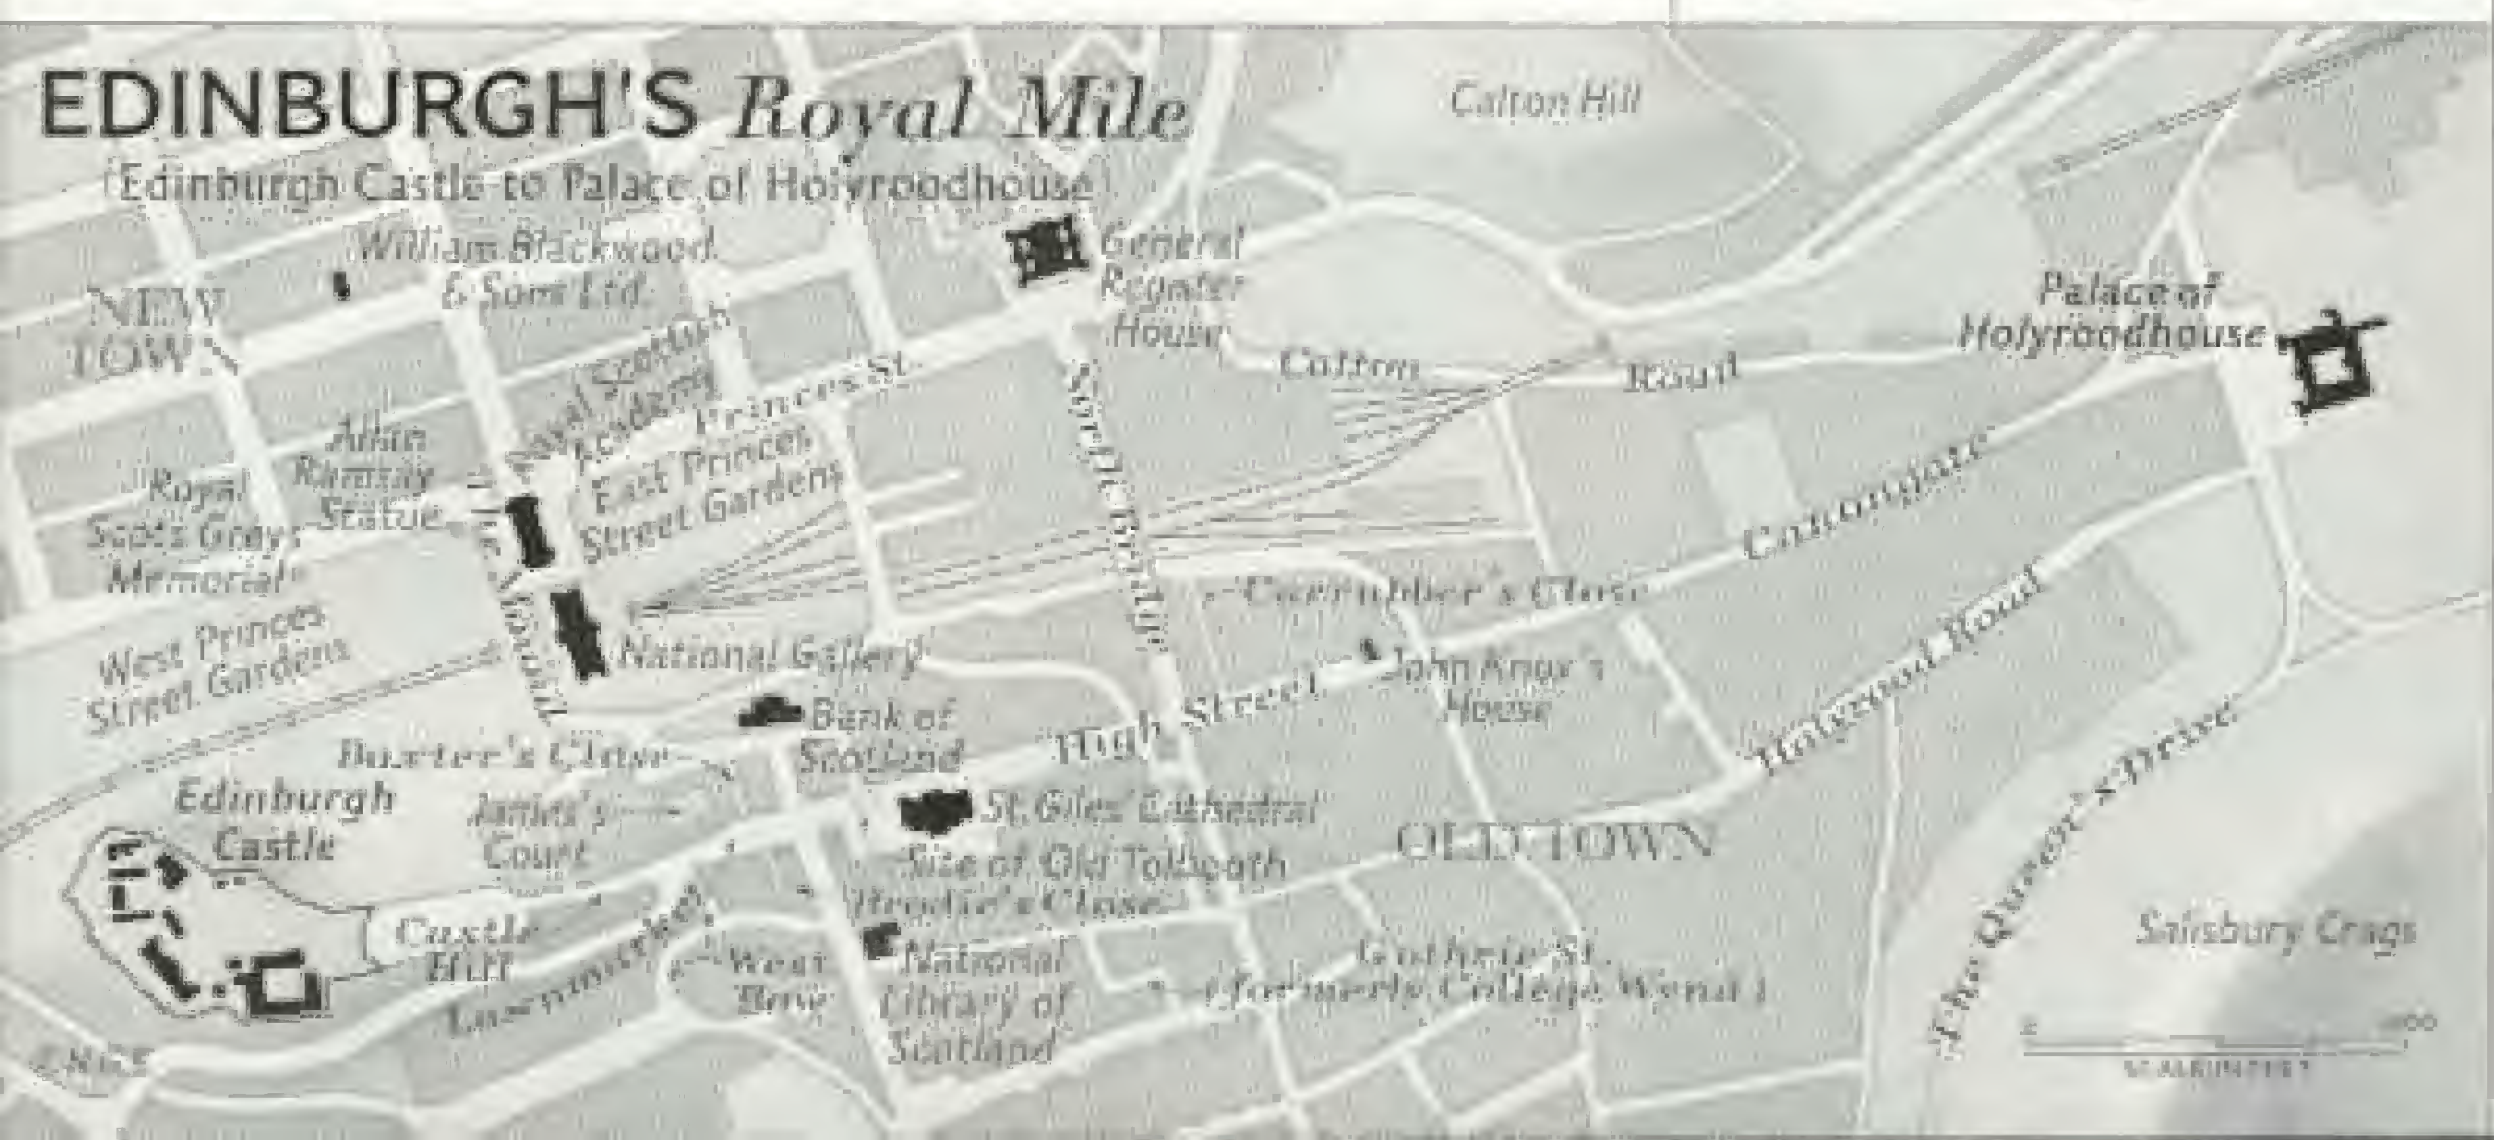 EDINBURGH'S Royal Mile
(Edinburgh Castle to Palace of Holyroodhouse)
Calton Hill
William Blackwood
& Sons Ltd.
General
Register
House
NEW
TOWN
Palace of
Holyroodhouse
Royal Scottish
Academy
Princes St.
Calton Road
North Bridge
Allan
Ramsay
Statue
Royal
Scots Greys
Memorial
East Princes
Street Gardens
The Mound
Canongate
West Princes
Street Gardens
National Gallery
John Knox's
House
Holyrood Road
High Street
Bank of
Scotland
Baxter's Close
Edinburgh
Castle
James's
Court
St. Giles' Cathedral
Site of Old Tolbooth
Brodie's Close
OLD TOWN
The Queen's Drive
Salisbury Crags
Castle
Hill
Lawnmarket
West
Bow
National
Library of
Scotland
Guthrie St.
(formerly College Wynd)